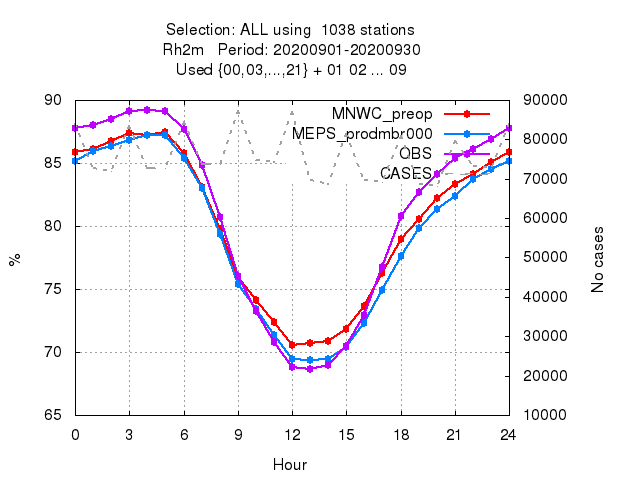 Selection: ALL using  1038 stations
Rh2m   Period: 20200901-20200930
Used {00,03,...,21} + 01 02 ... 09
90 90000
MNWC_preop
80000
MEPS_prodmbr000
OBS
85 70000
CASES
80 60000
50000
75 40000
30000
70 20000
65 10000
%
No cases
0 3 6 9 12 15 18 21 24
Hour